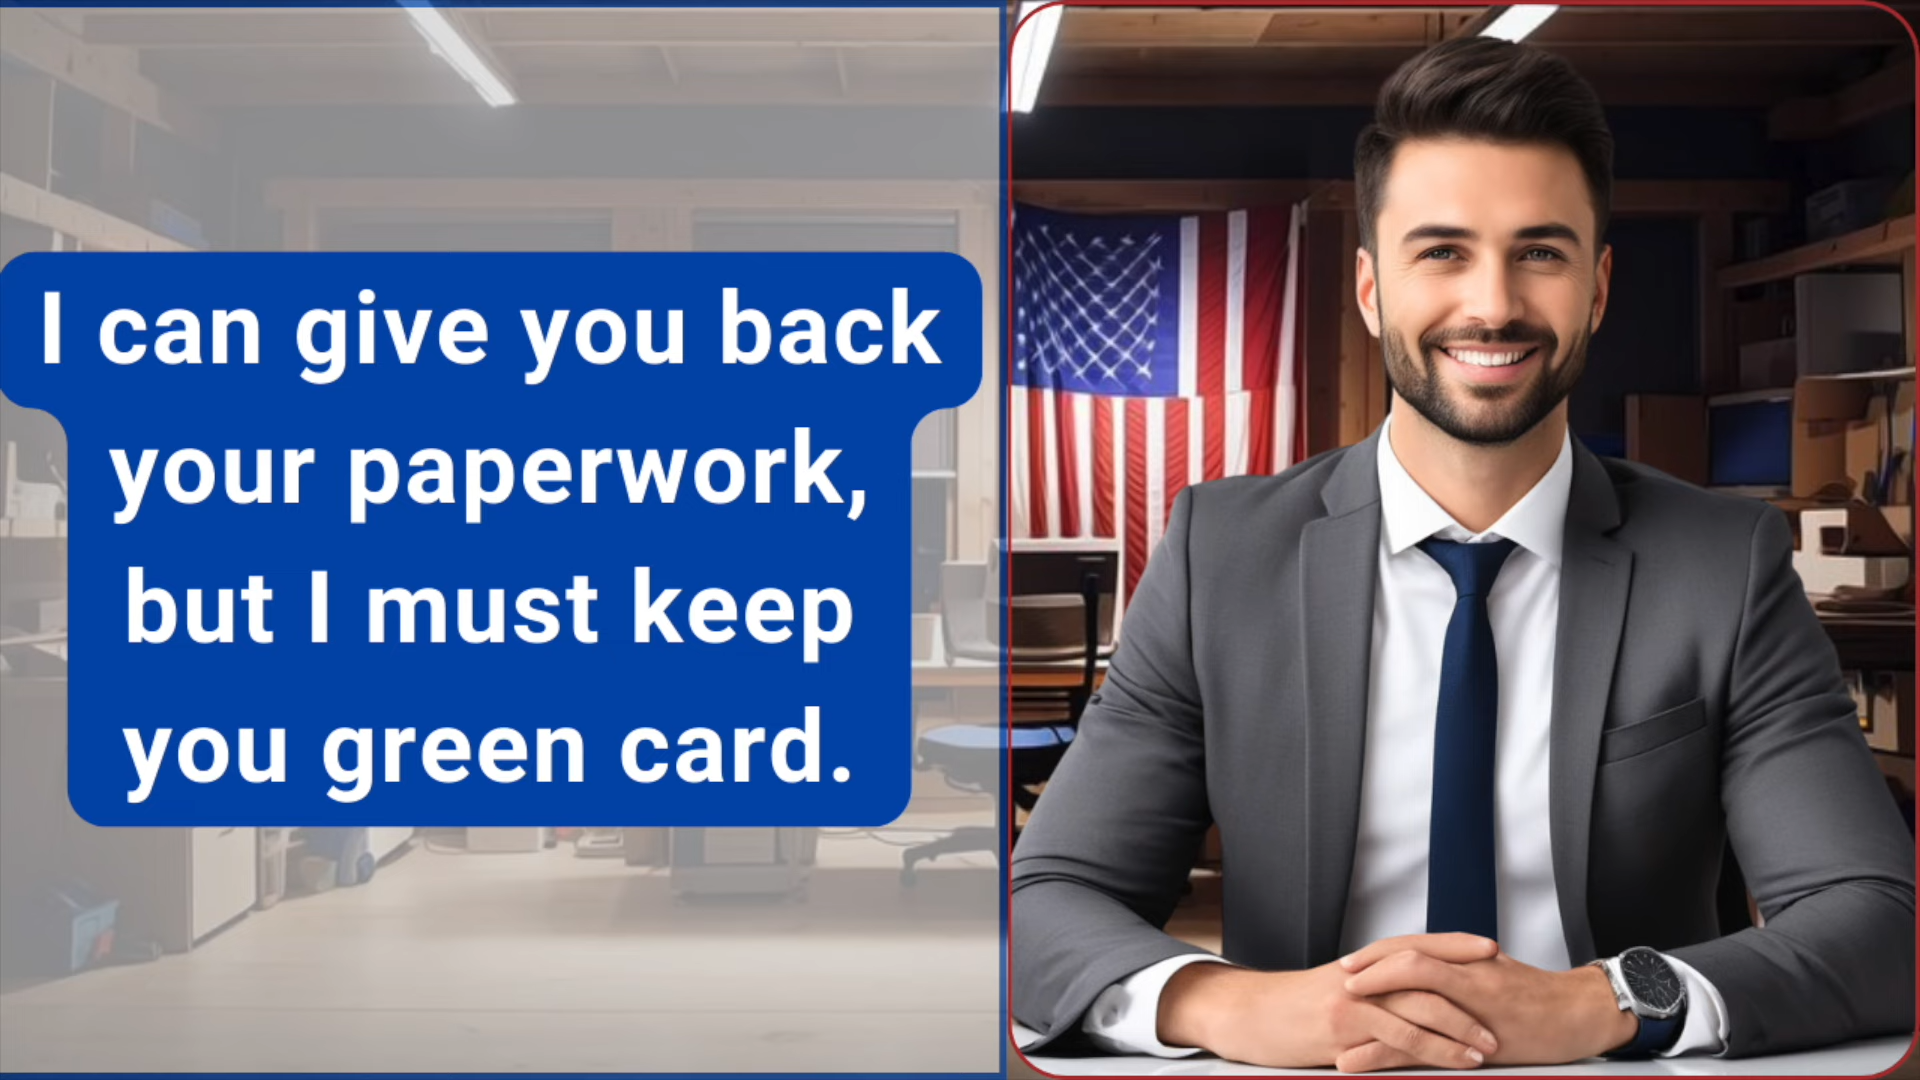 I can give you back
your paperwork,
but I must keep
you green card.